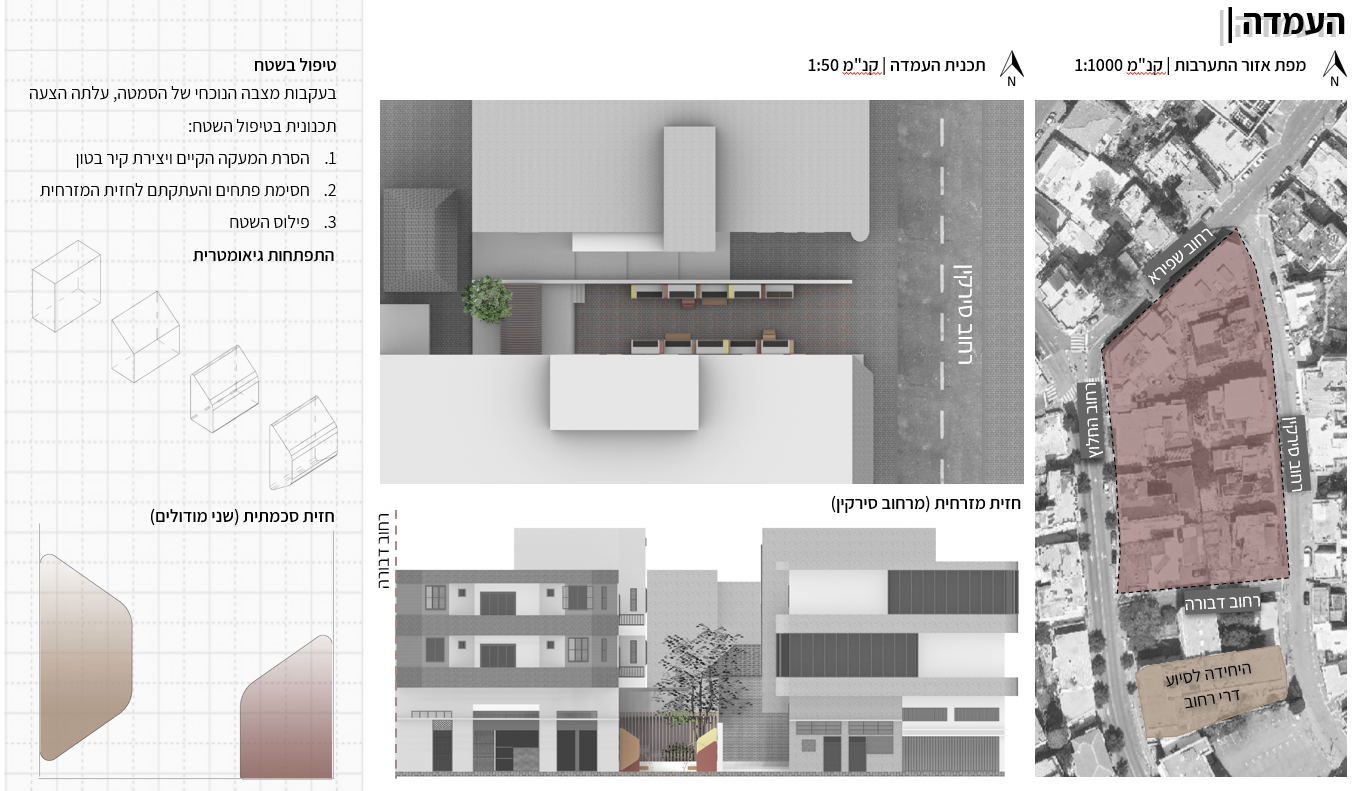 העמדה|
מפת אזור התערבות | קנ"מ 1:1000
N
תכנית העמדה | קנ"מ 1:50
N
רחוב שפירא
רחוב החלוץ
רחוב סירקין
רחוב דבורה
היחידה לסיוע
דרי רחוב
רחוב סירקין
חזית מזרחית (מרחוב סירקין)
רחוב דבורה
טיפול בשטח
בעקבות מצבה הנוכחי של הסמטה, עלתה הצעה
תכנונית בטיפול השטח:
1. הסרת המעקה הקיים ויצירת קיר בטון
2. חסימת פתחים והעתקתם לחזית המזרחית
3. פילוס השטח
התפתחות גיאומטרית
חזית סכמתית (שני מודולים)